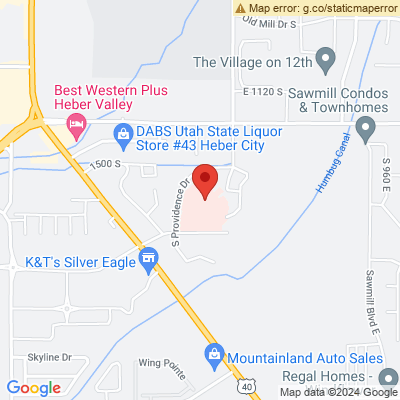 Map error: g.co/staticmaperror
Old Mill Dr S
The Village on 12th
E 1120 S
Best Western Plus
Heber Valley
Sawmill Condos
& Townhomes
DABS Utah State Liquor
Store #43 Heber City
1500 S
Humbug Canal
S 960 E
S Providence Dr
K&T's Silver Eagle
Sawmill Blvd E
Skyline Dr
Wing Pointe
Mountainland Auto Sales
40
Regal Homes -
Google
Map data ©2024 Google